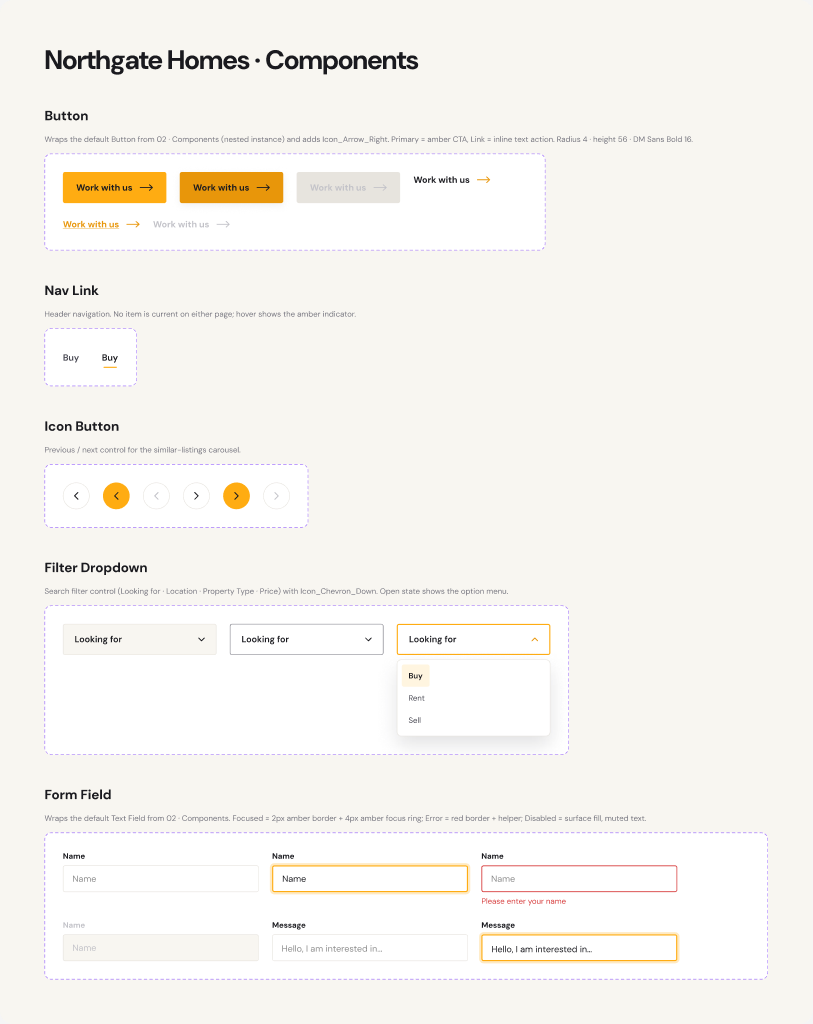 Northgate Homes · Components
Button
Wraps the default Button from 02 · Components (nested instance) and adds Icon_Arrow_Right. Primary = amber CTA, Link = inline text action. Radius 4 · height 56 · DM Sans Bold 16.
Work with us Work with us Work with us Work with us
Work with us Work with us
Nav Link
Header navigation. No item is current on either page; hover shows the amber indicator.
Buy Buy
Icon Button
Previous / next control for the similar-listings carousel.
Filter Dropdown
Search filter control (Looking for · Location · Property Type · Price) with Icon_Chevron_Down. Open state shows the option menu.
Looking for Looking for Looking for
Buy
Rent
Sell
Form Field
Wraps the default Text Field from 02 · Components. Focused = 2px amber border + 4px amber focus ring; Error = red border + helper; Disabled = surface fill, muted text.
Name Name Name
Name Name Name
Please enter your name
Name Message Message
Name Hello, I am interested in... Hello, I am interested in...